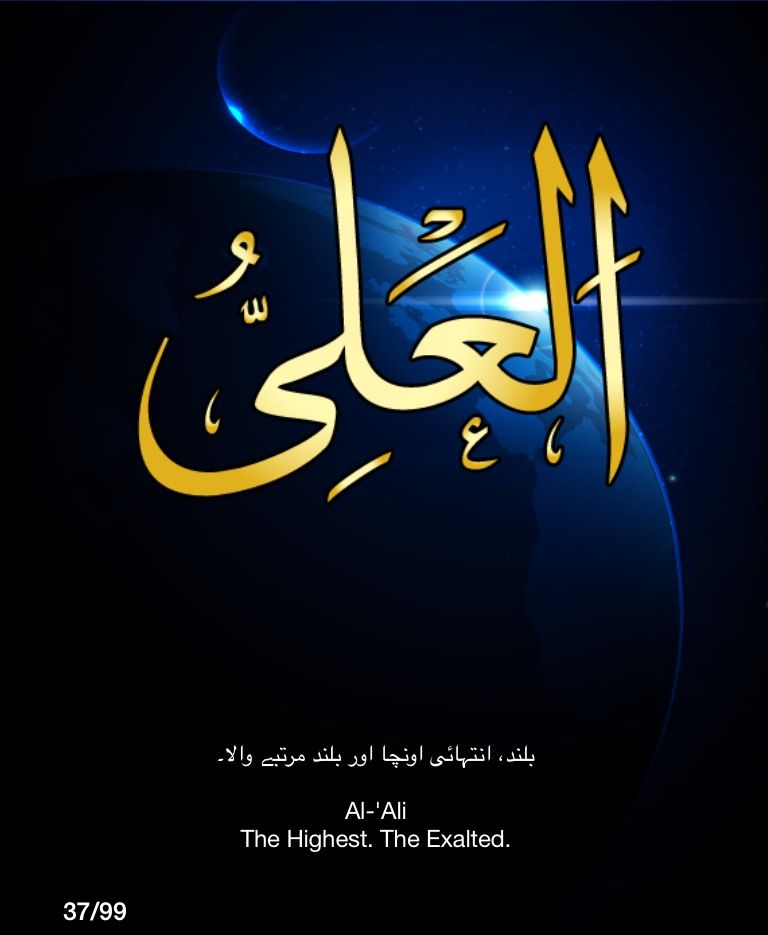 العَلِيُّ
بلند، انتہائی اونچا اور بلند مرتبے والا۔
Al-'Ali
The Highest. The Exalted.
37/99